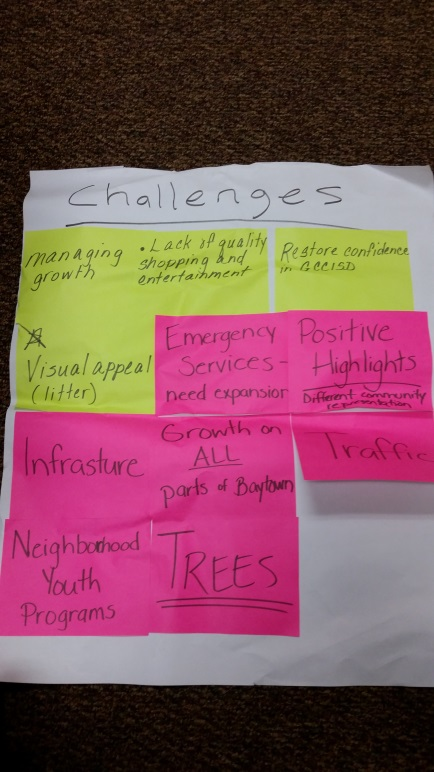 Challenges
managing
growth
• Lack of quality
shopping and
entertainment
Restore confidence
in GCCISD
Visual appeal
(litter)
Emergency
Services-
need expansion
Positive
Highlights
Different community
representation
Infrasture
Growth on
ALL
parts of Baytown
Traffic
Neighborhood
Youth
Programs
TREES